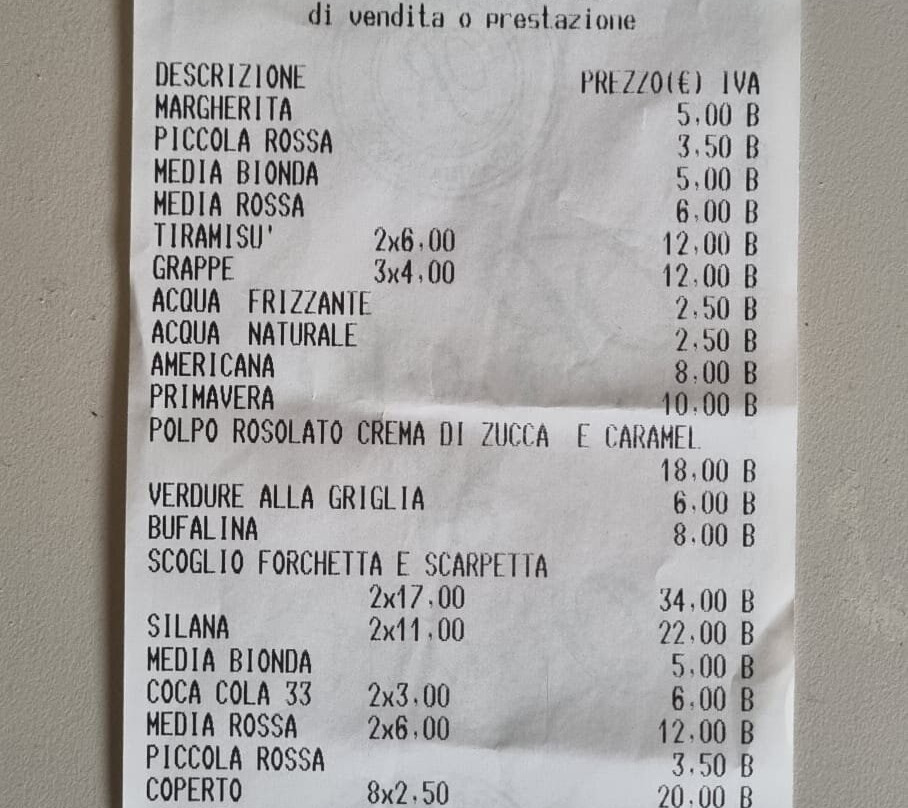 di vendita o prestazione
DESCRIZIONE PREZZO(€) IVA
MARGHERITA 5,00 B
PICCOLA ROSSA 3,50 B
MEDIA BIONDA 5,00 B
MEDIA ROSSA 6,00 B
TIRAMISU' 2x6,00 12,00 B
GRAPPE 3x4,00 12,00 B
ACQUA FRIZZANTE 2,50 B
ACQUA NATURALE 2,50 B
AMERICANA 8,00 B
PRIMAVERA 10,00 B
POLPO ROSOLATO CREMA DI ZUCCA E CARAMEL
18,00 B
VERDURE ALLA GRIGLIA 6,00 B
BUFALINA 8,00 B
SCOGLIO FORCHETTA E SCARPETTA
2x17,00 34,00 B
SILANA 2x11,00 22,00 B
MEDIA BIONDA 5,00 B
COCA COLA 33 2x3,00 6,00 B
MEDIA ROSSA 2x6,00 12,00 B
PICCOLA ROSSA 3,50 B
COPERTO 8x2,50 20,00 B